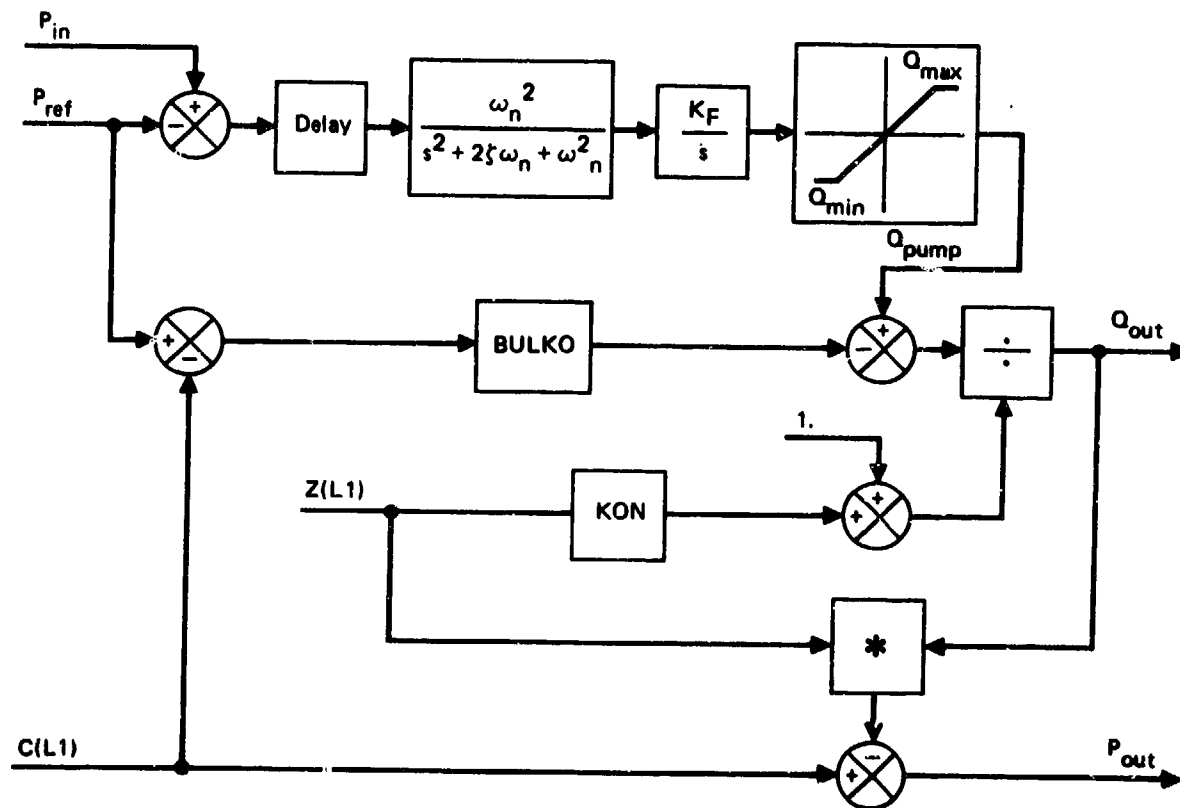 P_in
P_ref
+
−
Delay
ω_n^2
s^2 + 2ζω_n + ω^2_n
K_F
s
Q_max
Q_min
Q_pump
+
−
BULKO
+
−
÷
Q_out
1.
Z(L1)
KON
+
+
*
C(L1)
+
−
P_out